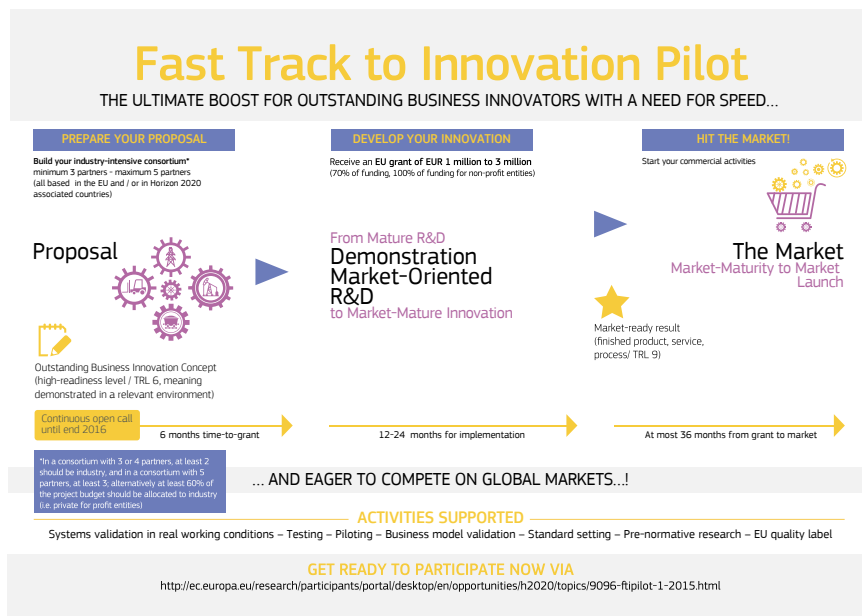 Fast Track to Innovation Pilot
THE ULTIMATE BOOST FOR OUTSTANDING BUSINESS INNOVATORS WITH A NEED FOR SPEED...
PREPARE YOUR PROPOSAL
Build your industry-intensive consortium*
minimum 3 partners - maximum 5 partners
(all based in the EU and / or in Horizon 2020
associated countries)
Proposal
Outstanding Business Innovation Concept
(high-readiness level / TRL 6, meaning
demonstrated in a relevant environment)
Continuous open call
until end 2016
6 months time-to-grant
*In a consortium with 3 or 4 partners, at least 2
should be industry, and in a consortium with 5
partners, at least 3; alternatively at least 60% of
the project budget should be allocated to industry
(i.e. private for profit entities)
DEVELOP YOUR INNOVATION
Receive an EU grant of EUR 1 million to 3 million
(70% of funding, 100% of funding for non-profit entities)
From Mature R&D
Demonstration
Market-Oriented
R&D
to Market-Mature Innovation
12-24 months for implementation
HIT THE MARKET!
Start your commercial activities
The Market
Market-Maturity to Market
Launch
Market-ready result
(finished product, service,
process/ TRL 9)
At most 36 months from grant to market
... AND EAGER TO COMPETE ON GLOBAL MARKETS...!
ACTIVITIES SUPPORTED
Systems validation in real working conditions – Testing – Piloting – Business model validation – Standard setting – Pre-normative research – EU quality label
GET READY TO PARTICIPATE NOW VIA
http://ec.europa.eu/research/participants/portal/desktop/en/opportunities/h2020/topics/9096-ftipilot-1-2015.html